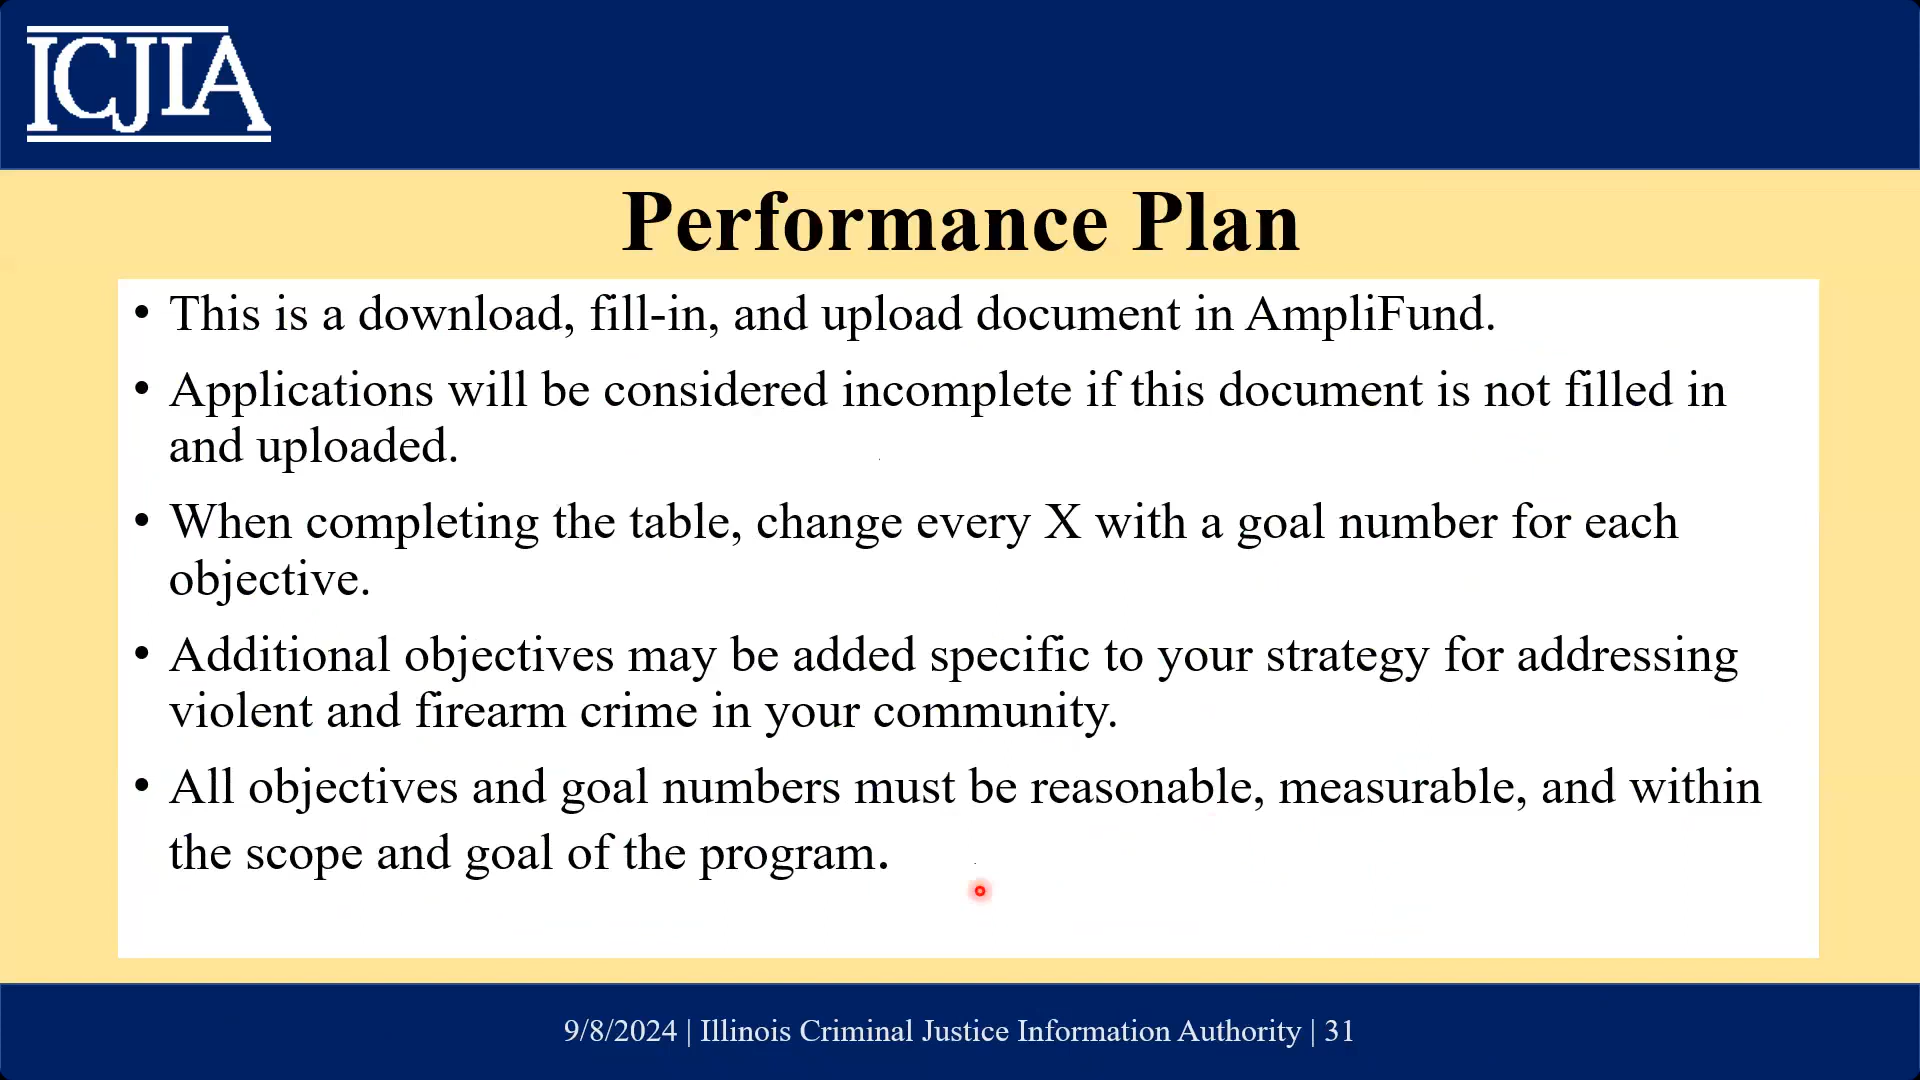 ICJIA
Performance Plan
• This is a download, fill-in, and upload document in AmpliFund.
• Applications will be considered incomplete if this document is not filled in
and uploaded.
• When completing the table, change every X with a goal number for each
objective.
• Additional objectives may be added specific to your strategy for addressing
violent and firearm crime in your community.
• All objectives and goal numbers must be reasonable, measurable, and within
the scope and goal of the program.
9/8/2024 | Illinois Criminal Justice Information Authority | 31